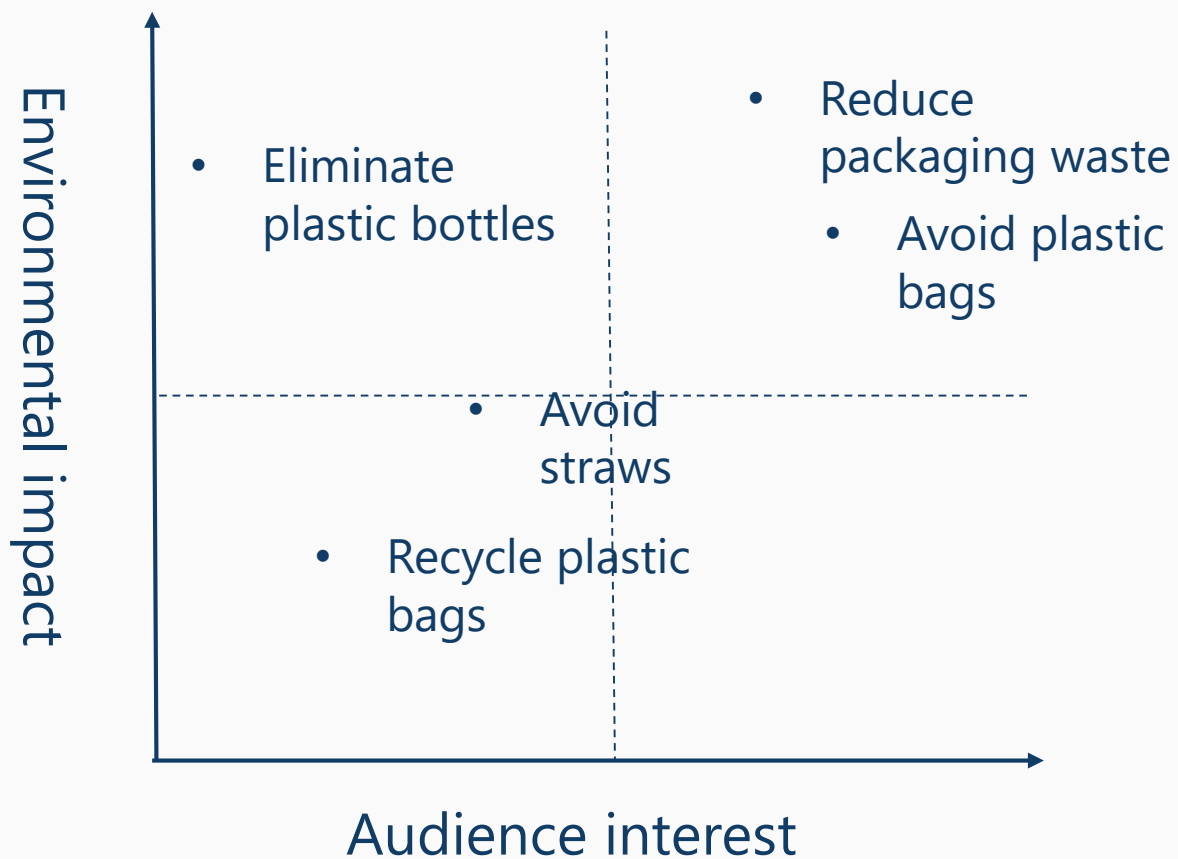 Environmental impact
• Reduce
packaging waste
• Eliminate
plastic bottles
• Avoid plastic
bags
• Avoid
straws
• Recycle plastic
bags
Audience interest